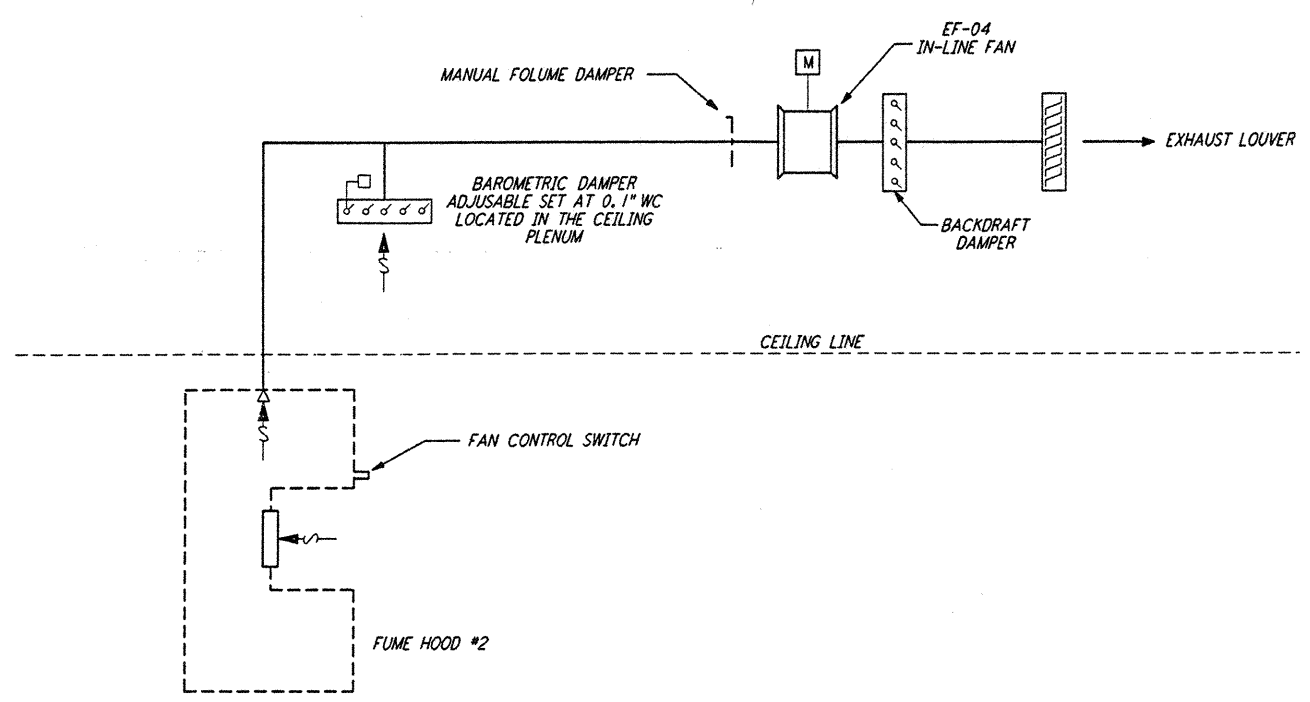 EF-04
IN-LINE FAN
M
MANUAL FOLUME DAMPER
EXHAUST LOUVER
BAROMETRIC DAMPER
ADJUSABLE SET AT 0.1" WC
LOCATED IN THE CEILING
PLENUM
BACKDRAFT
DAMPER
CEILING LINE
FAN CONTROL SWITCH
FUME HOOD #2